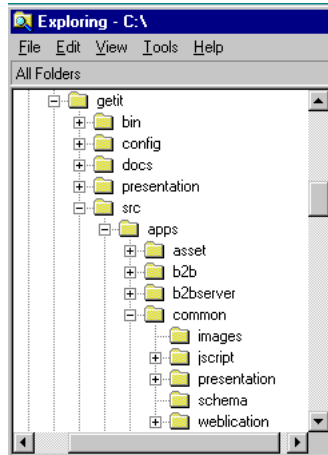 Exploring - C:\
File Edit View Tools Help
All Folders
getit
bin
config
docs
presentation
src
apps
asset
b2b
b2bserver
common
images
jscript
presentation
schema
weblication